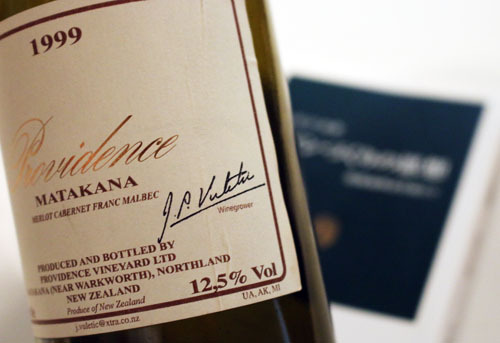 1999
Providence
MATAKANA
MERLOT CABERNET FRANC MALBEC
J. P. Vuletic
Winegrower
PRODUCED AND BOTTLED BY
PROVIDENCE VINEYARD LTD
(NEAR WARKWORTH), NORTHLAND
NEW ZEALAND
12,5% Vol
Produce of New Zealand
UA, AK, MI
j.vuletic@xtra.co.nz